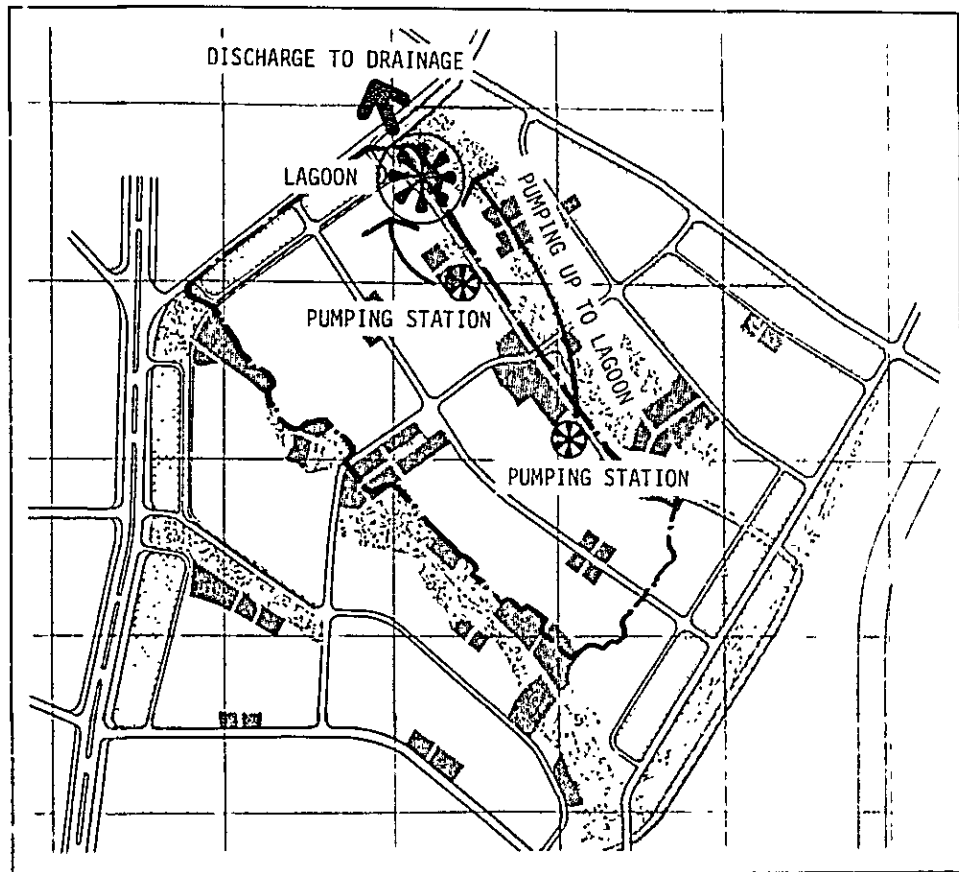 DISCHARGE TO DRAINAGE
LAGOON
PUMPING UP TO LAGOON
PUMPING STATION
PUMPING STATION